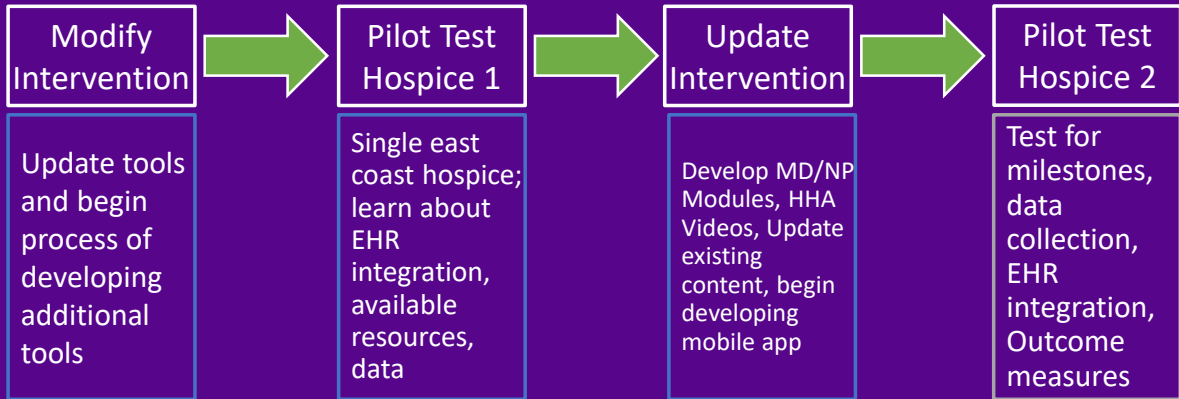 Modify
Intervention
Pilot Test
Hospice 1
Update
Intervention
Pilot Test
Hospice 2
Update tools
and begin
process of
developing
additional
tools
Single east
coast hospice;
learn about
EHR
integration,
available
resources,
data
Develop MD/NP
Modules, HHA
Videos, Update
existing
content, begin
developing
mobile app
Test for
milestones,
data
collection,
EHR
integration,
Outcome
measures